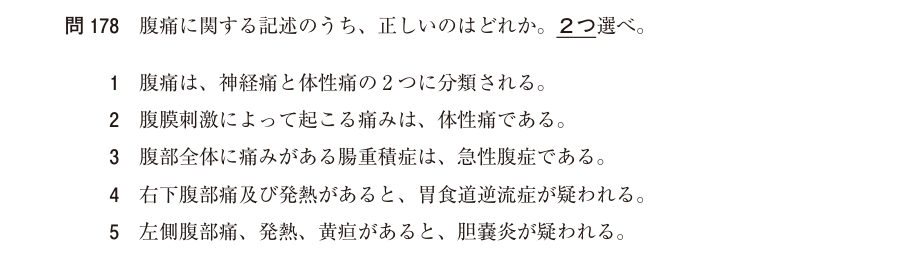 問 178 腹痛に関する記述のうち、正しいのはどれか。2つ選べ。
1 腹痛は、神経痛と体性痛の2つに分類される。
2 腹膜刺激によって起こる痛みは、体性痛である。
3 腹部全体に痛みがある腸重積症は、急性腹症である。
4 右下腹部痛及び発熱があると、胃食道逆流症が疑われる。
5 左側腹部痛、発熱、黄疸があると、胆嚢炎が疑われる。